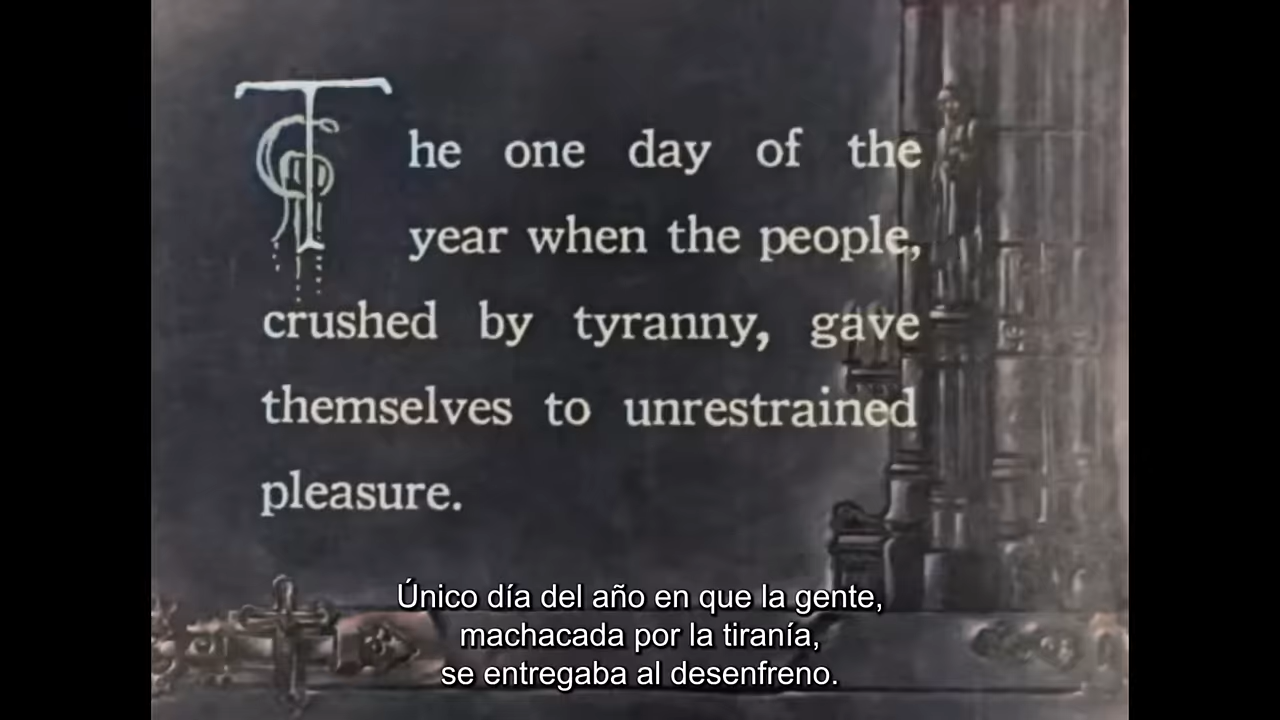 The one day of the
year when the people,
crushed by tyranny, gave
themselves to unrestrained
pleasure.
Único día del año en que la gente,
machacada por la tiranía,
se entregaba al desenfreno.